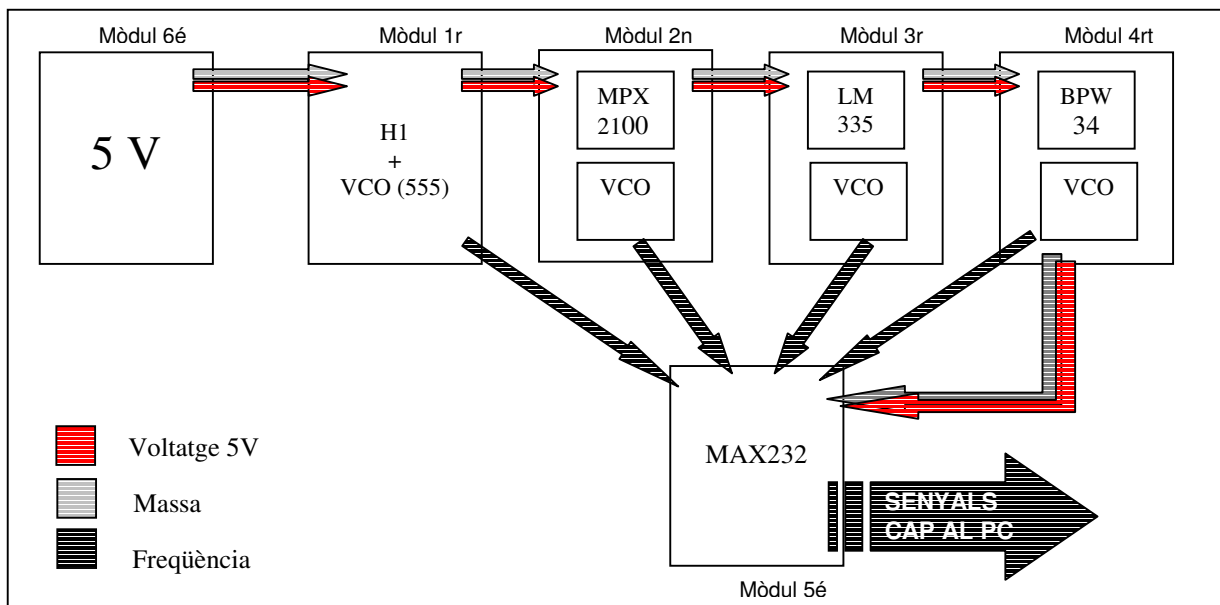 Mòdul 6é
Mòdul 1r
Mòdul 2n
Mòdul 3r
Mòdul 4rt
5 V
H1
+
VCO (555)
MPX
2100
VCO
LM
335
VCO
BPW
34
VCO
MAX232
Voltatge 5V
Massa
Freqüència
SENYALS
CAP AL PC
Mòdul 5é